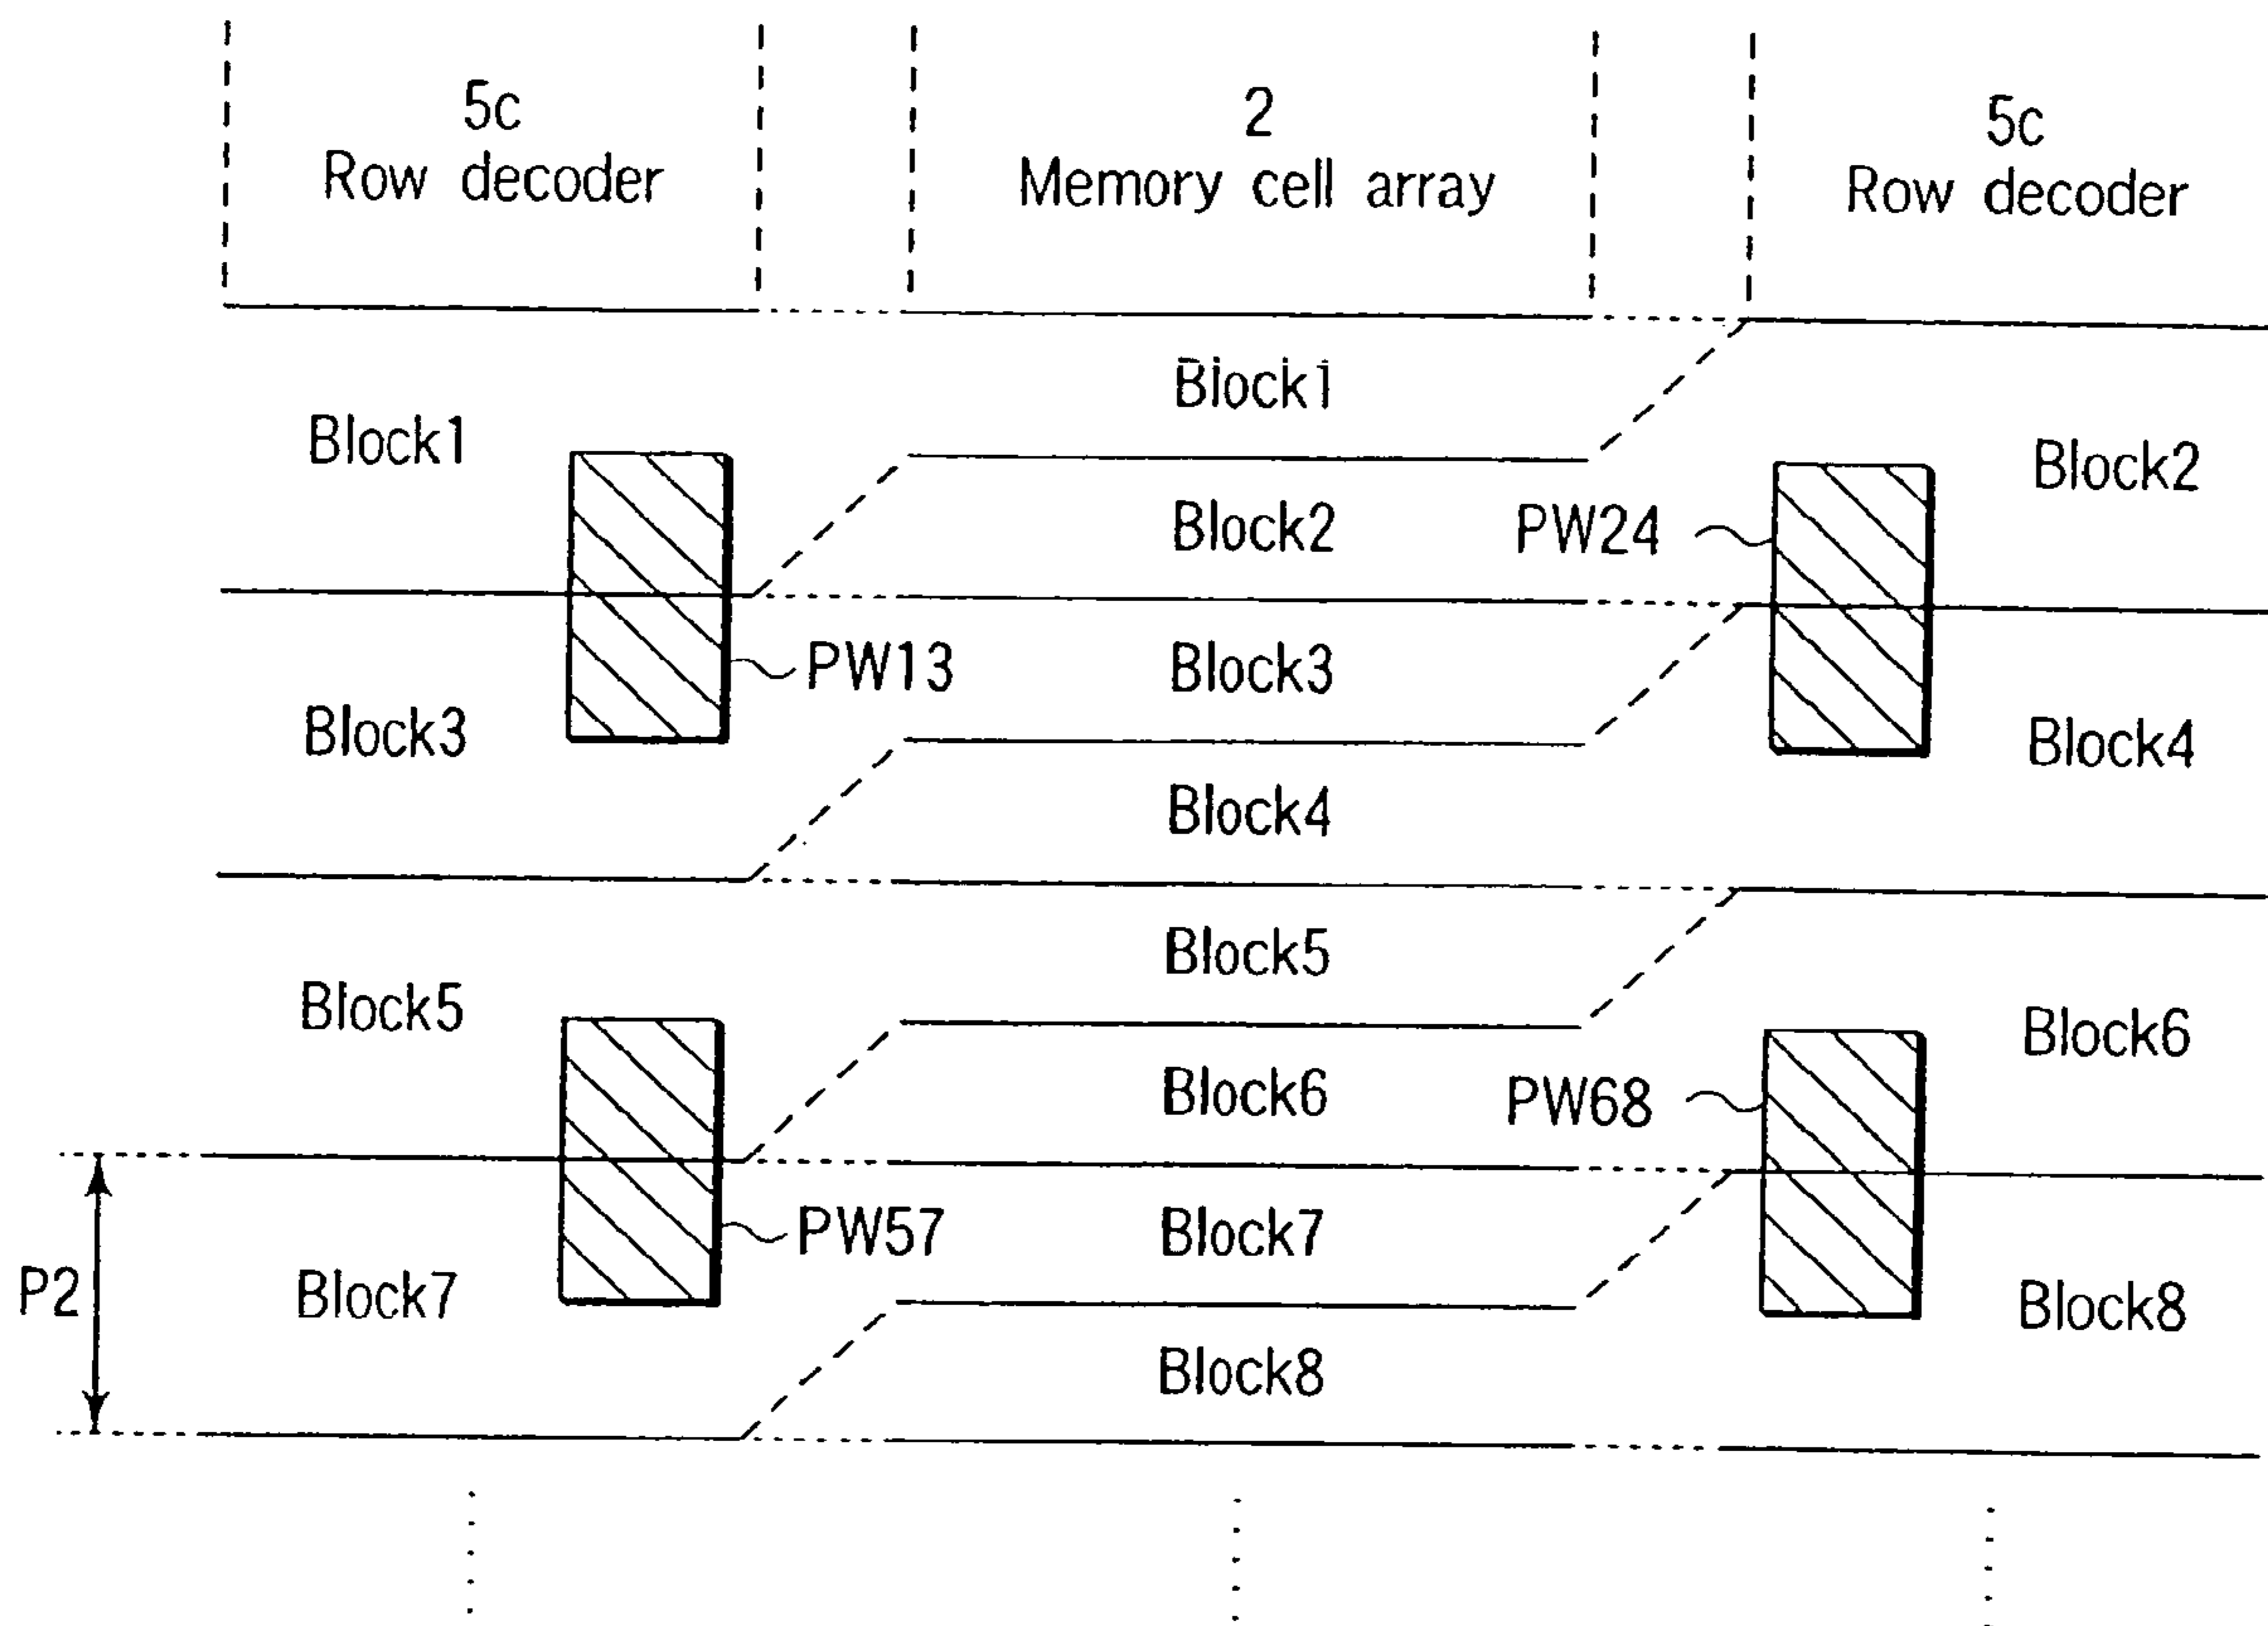 5c
Row decoder
2
Memory cell array
5c
Row decoder
Block1
Block1
Block2
Block2
PW24
PW13
Block3
Block3
Block4
Block4
Block5
Block5
Block6
Block6
PW68
PW57
Block7
P2
Block7
Block8
Block8